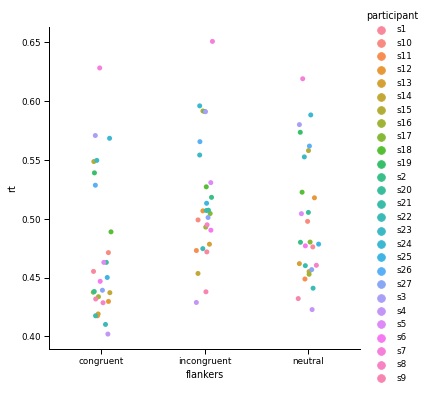 participant
s1
s10
s11
s12
s13
s14
s15
s16
s17
s18
s19
s2
s20
s21
s22
s23
s24
s25
s26
s27
s3
s4
s5
s6
s7
s8
s9
0.65
0.60
0.55
0.50
0.45
0.40
rt
congruent incongruent neutral
flankers